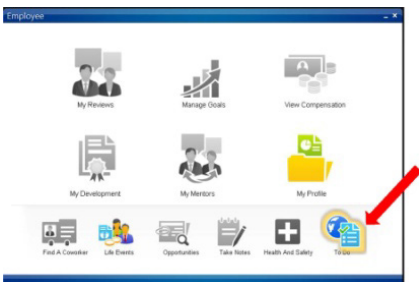 Employee
My Reviews Manage Goals View Compensation
My Development My Mentors My Profile
Find A Coworker Life Events Opportunities Take Notes Health And Safety To Do